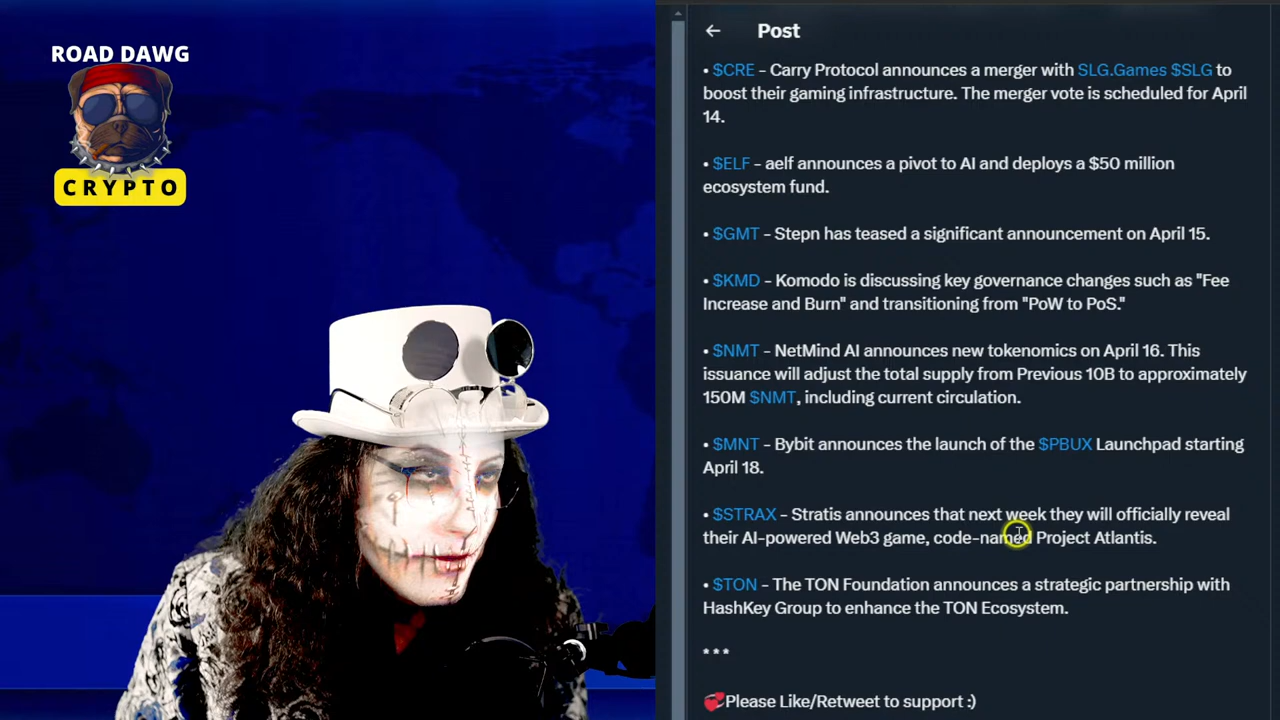 ROAD DAWG
CRYPTO
Post
• $CRE – Carry Protocol announces a merger with SLG.Games $SLG to
boost their gaming infrastructure. The merger vote is scheduled for April
14.
• $ELF – aelf announces a pivot to AI and deploys a $50 million
ecosystem fund.
• $GMT – Stepn has teased a significant announcement on April 15.
• $KMD – Komodo is discussing key governance changes such as "Fee
Increase and Burn" and transitioning from "PoW to PoS."
• $NMT – NetMind AI announces new tokenomics on April 16. This
issuance will adjust the total supply from Previous 10B to approximately
150M $NMT, including current circulation.
• $MNT – Bybit announces the launch of the $PBUX Launchpad starting
April 18.
• $STRAX – Stratis announces that next week they will officially reveal
their AI-powered Web3 game, code-named Project Atlantis.
• $TON – The TON Foundation announces a strategic partnership with
HashKey Group to enhance the TON Ecosystem.
* * *
💞Please Like/Retweet to support :)